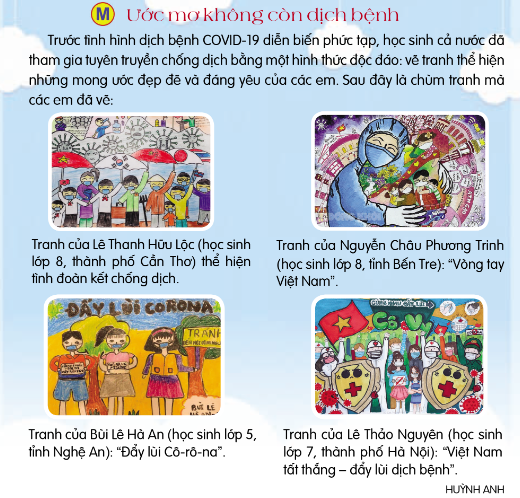 M Ước mơ không còn dịch bệnh
Trước tình hình dịch bệnh COVID-19 diễn biến phức tạp, học sinh cả nước đã
tham gia tuyên truyền chống dịch bằng một hình thức độc đáo: vẽ tranh thể hiện
những mong ước đẹp đẽ và đáng yêu của các em. Sau đây là chùm tranh mà
các em đã vẽ:
Tranh của Lê Thanh Hữu Lộc (học sinh
lớp 8, thành phố Cần Thơ) thể hiện
tình đoàn kết chống dịch.
Tranh của Nguyễn Châu Phương Trinh
(học sinh lớp 8, tỉnh Bến Tre): “Vòng tay
Việt Nam”.
ĐẨY LÙI CORONA
TRÁNH
BÙI LÊ
Tranh của Bùi Lê Hà An (học sinh lớp 5,
tỉnh Nghệ An): “Đẩy lùi Cô-rô-na”.
Tranh của Lê Thảo Nguyên (học sinh
lớp 7, thành phố Hà Nội): “Việt Nam
tất thắng – đẩy lùi dịch bệnh”.
HUỲNH ANH